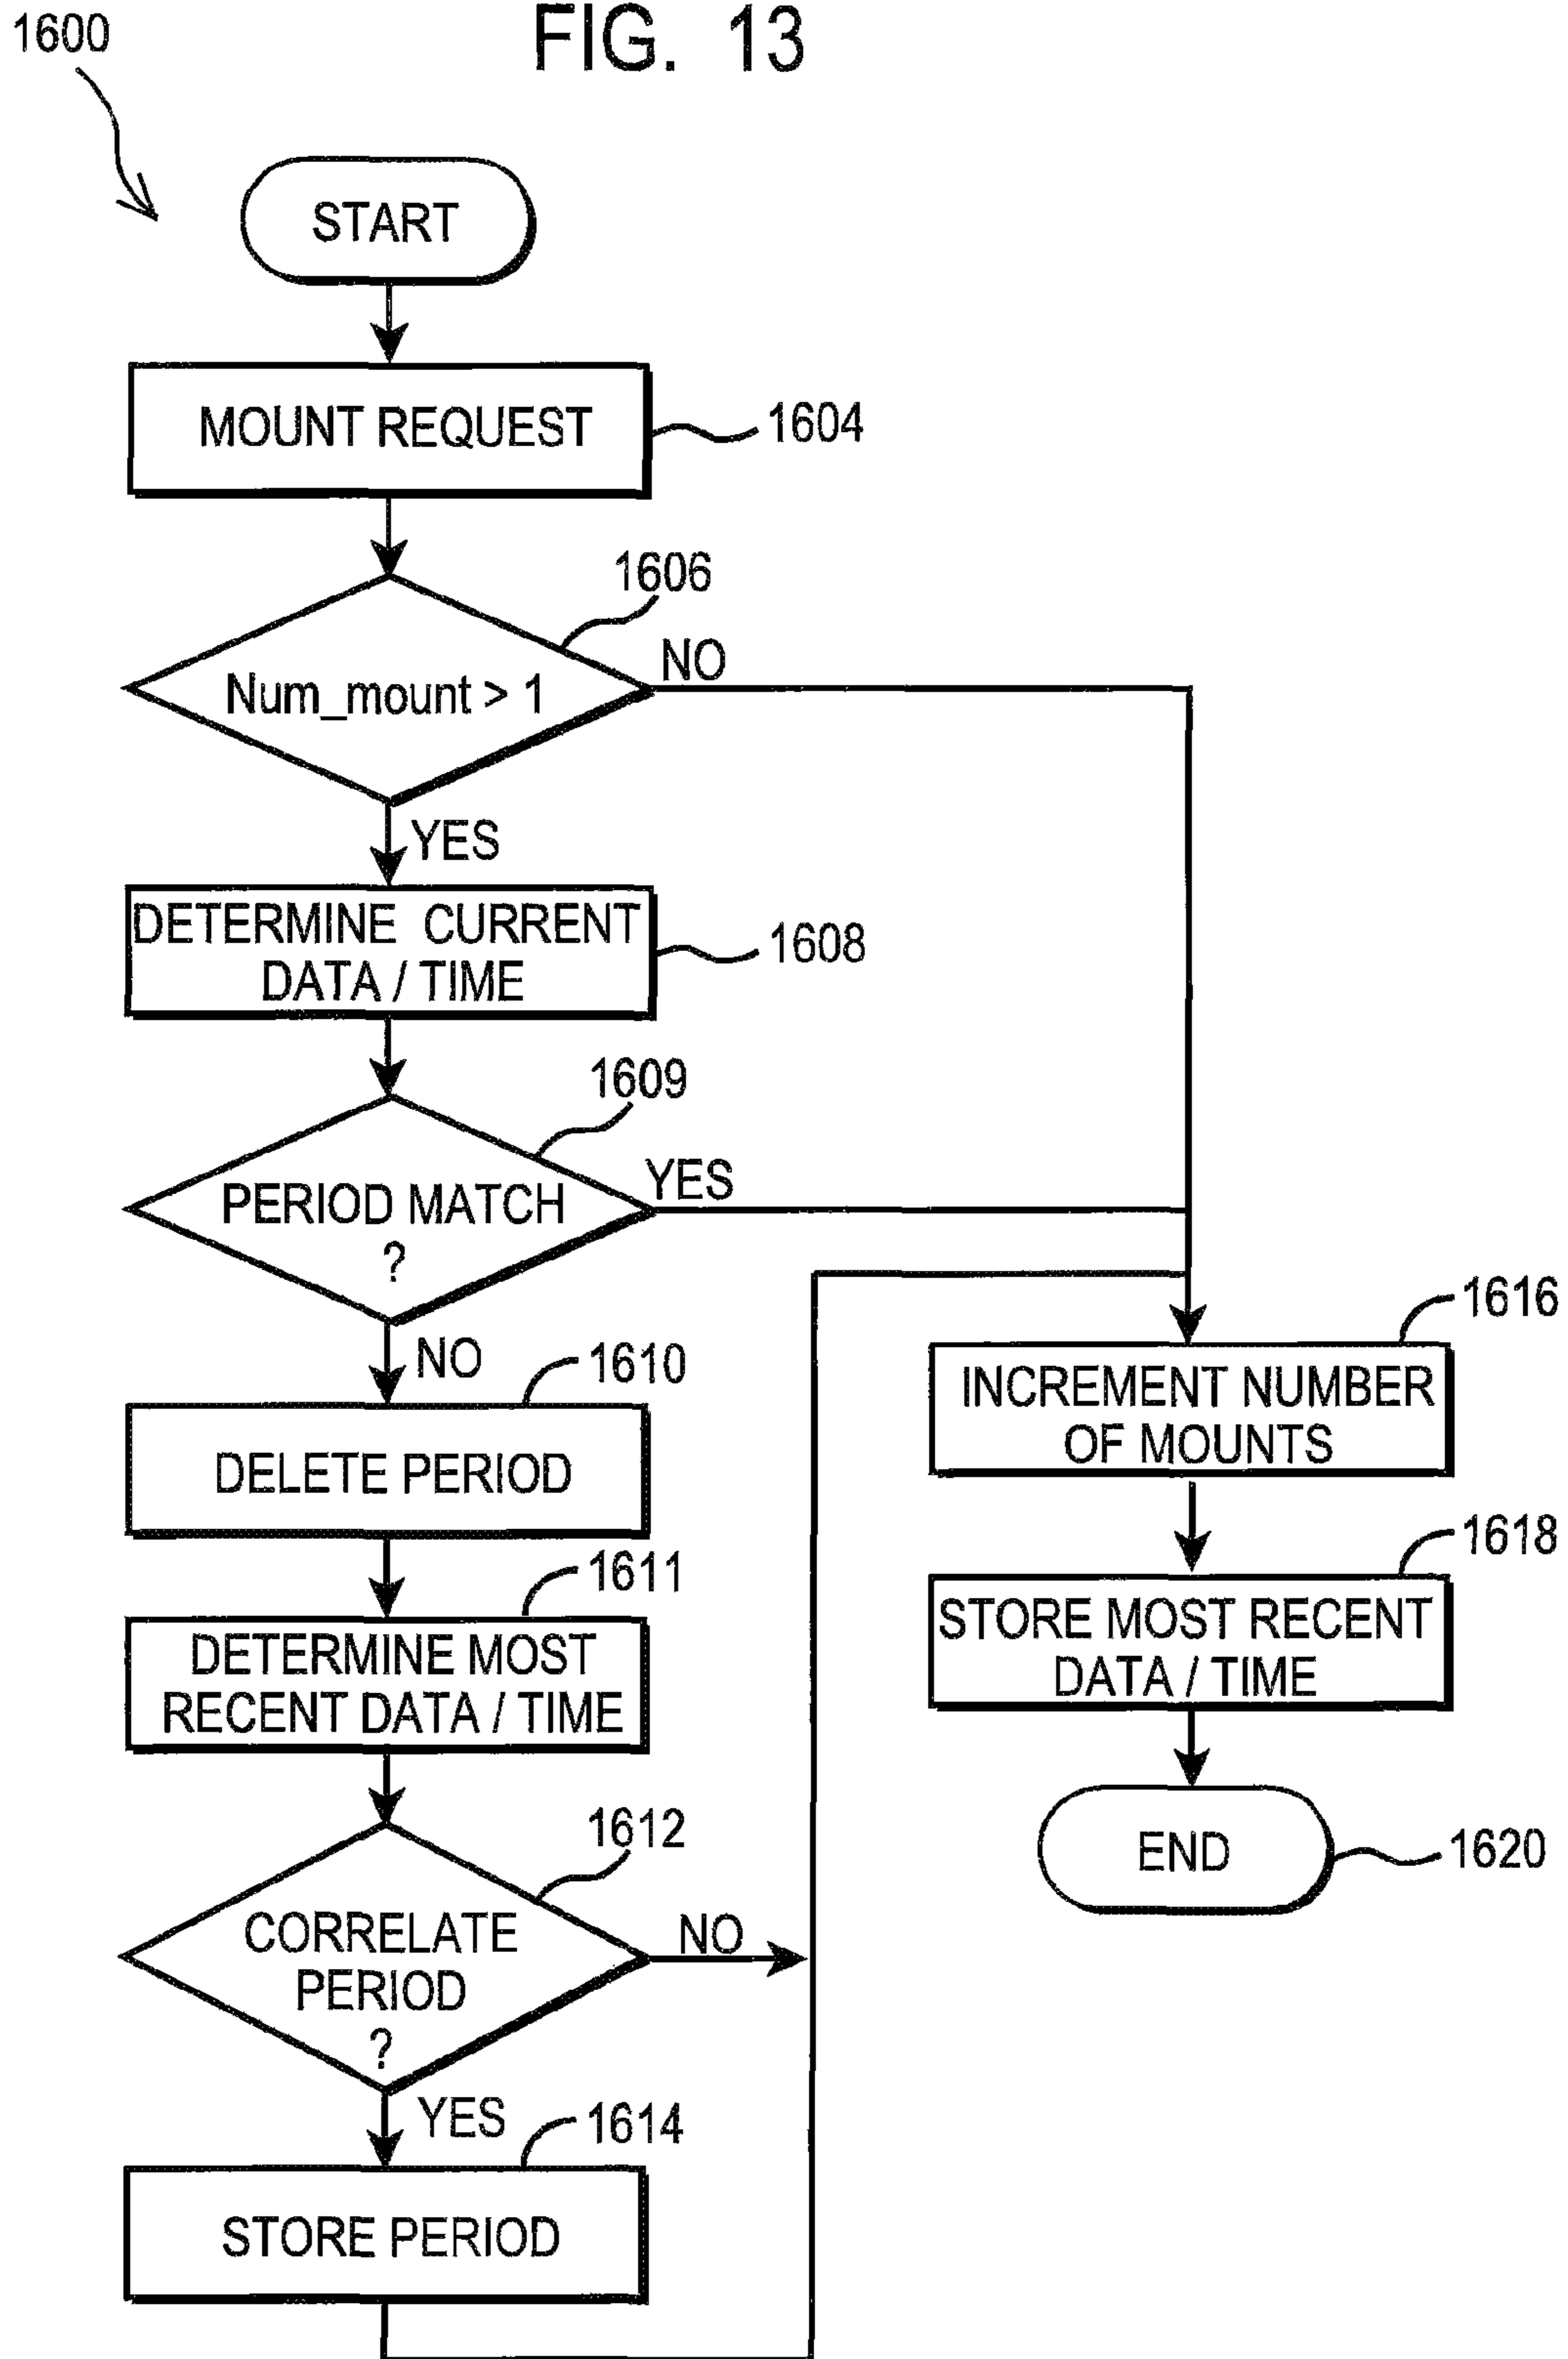 FIG. 13
1600
START
MOUNT REQUEST
1604
1606
Num_mount > 1
NO
YES
DETERMINE CURRENT
DATA / TIME
1608
1609
PERIOD MATCH
?
YES
NO
1610
DELETE PERIOD
1611
DETERMINE MOST
RECENT DATA / TIME
1612
CORRELATE
PERIOD
?
NO
YES
1614
STORE PERIOD
1616
INCREMENT NUMBER
OF MOUNTS
1618
STORE MOST RECENT
DATA / TIME
END
1620